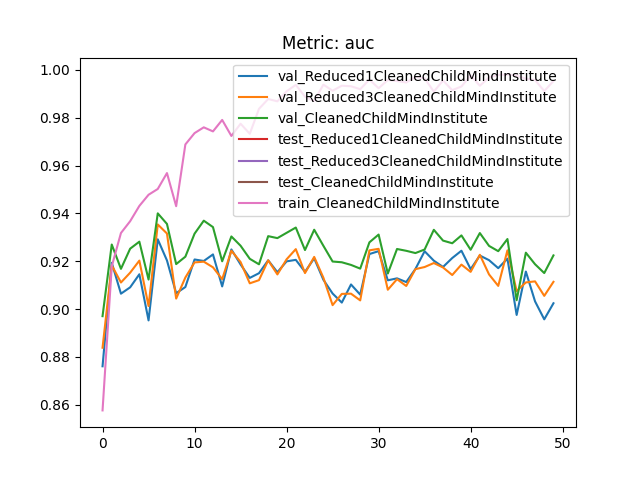 Metric: auc
1.00
0.98
0.96
0.94
0.92
0.90
0.88
0.86
val_Reduced1CleanedChildMindInstitute
val_Reduced3CleanedChildMindInstitute
val_CleanedChildMindInstitute
test_Reduced1CleanedChildMindInstitute
test_Reduced3CleanedChildMindInstitute
test_CleanedChildMindInstitute
train_CleanedChildMindInstitute
0 10 20 30 40 50